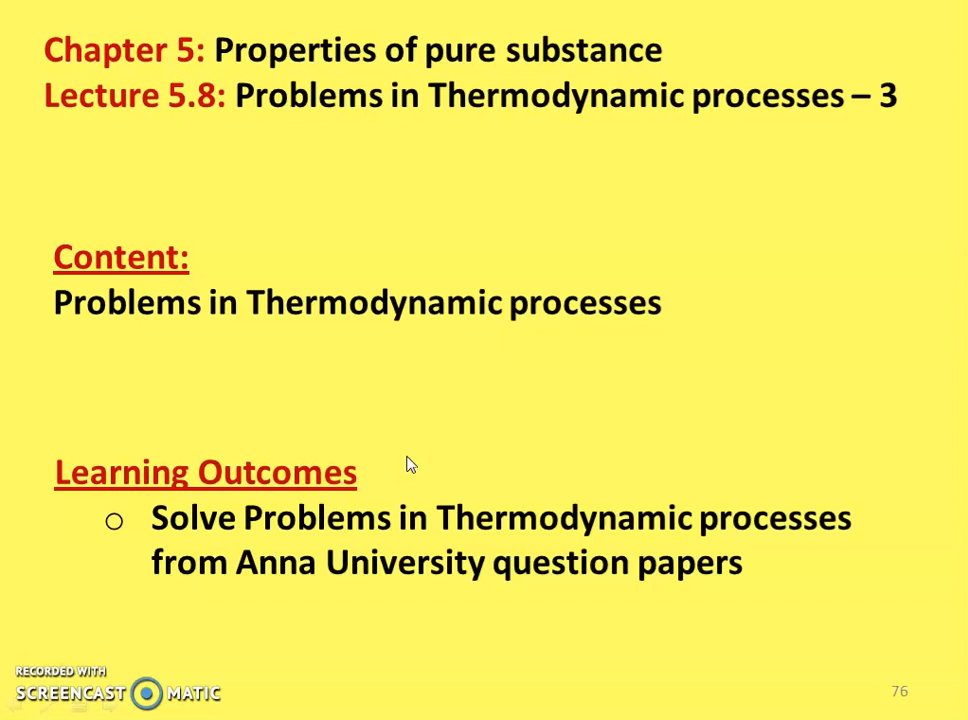 Chapter 5: Properties of pure substance
Lecture 5.8: Problems in Thermodynamic processes – 3
Content:
Problems in Thermodynamic processes
Learning Outcomes
o Solve Problems in Thermodynamic processes
from Anna University question papers
RECORDED WITH
SCREENCAST MATIC
76